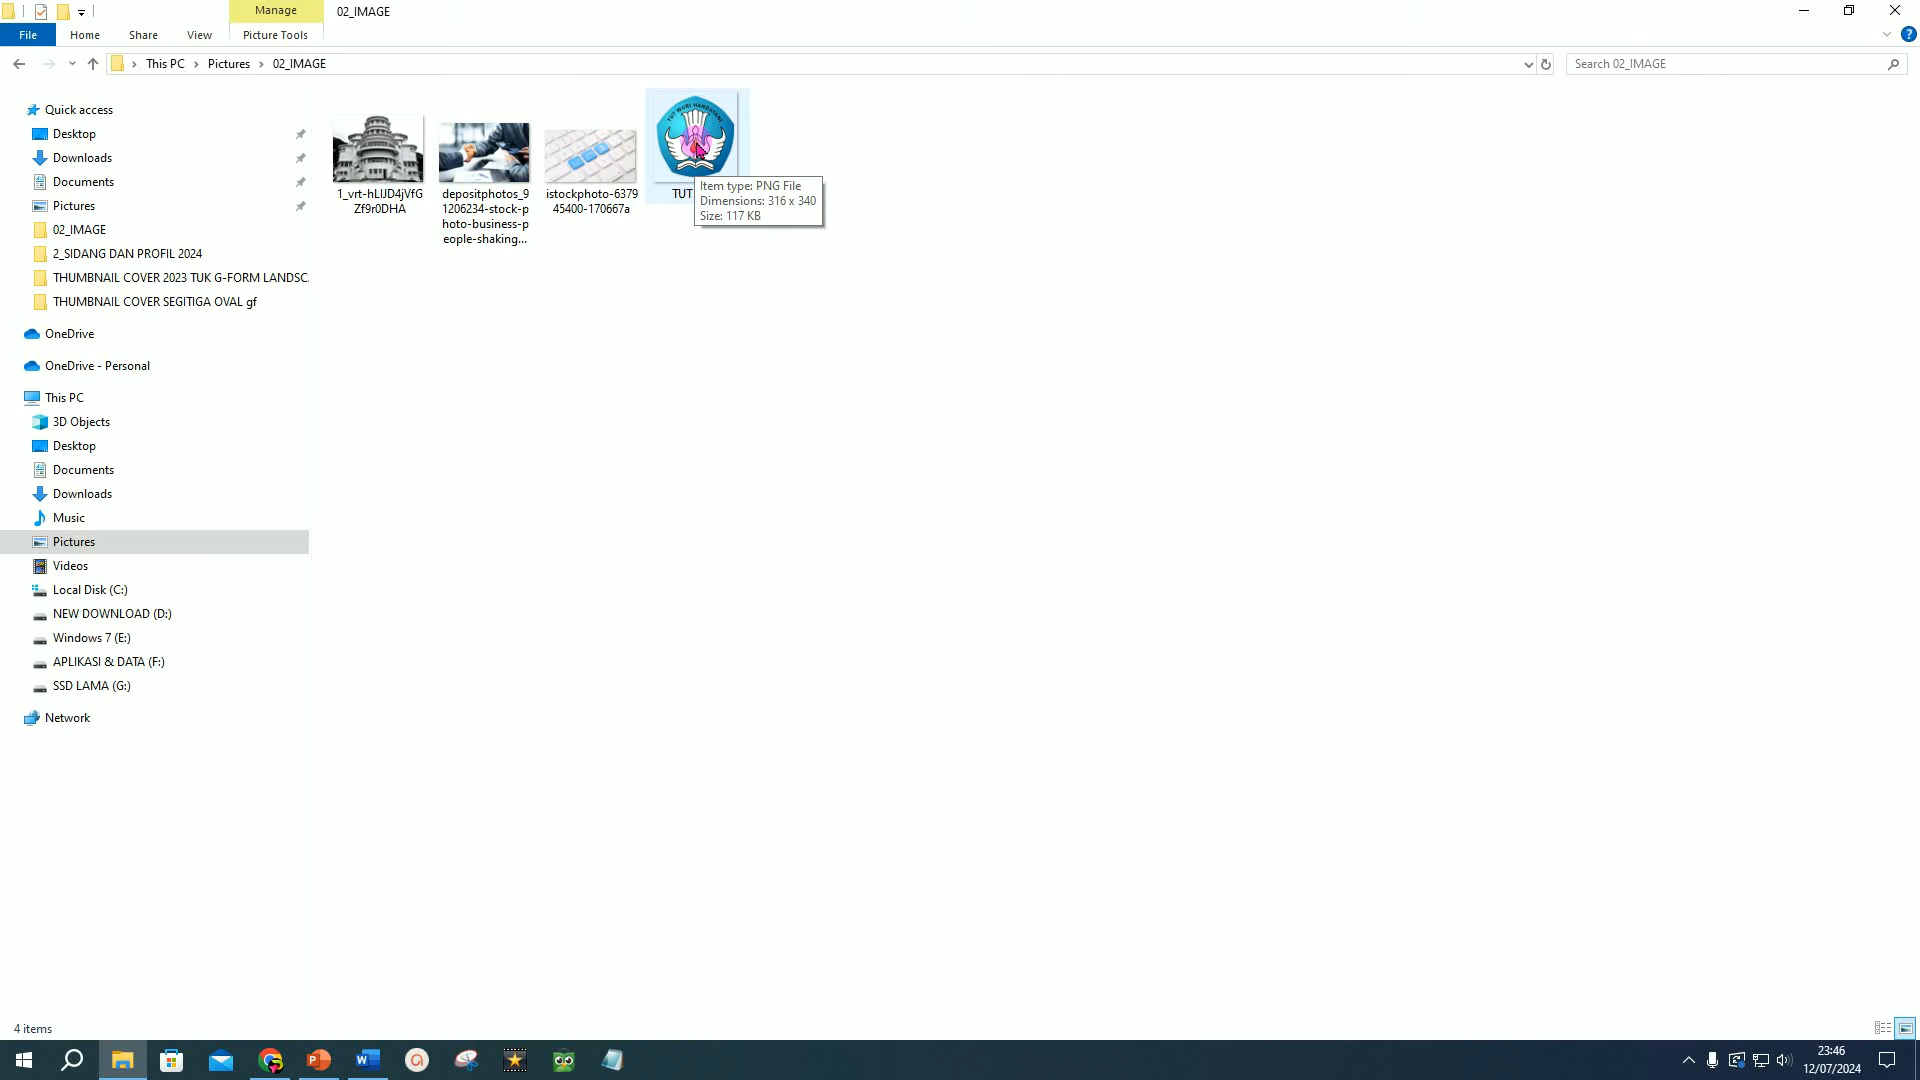 Manage
02_IMAGE
File
Home
Share
View
Picture Tools
This PC
Pictures
02_IMAGE
Search 02_IMAGE
Quick access
Desktop
Downloads
Documents
Pictures
02_IMAGE
2_SIDANG DAN PROFIL 2024
THUMBNAIL COVER 2023 TUK G-FORM LANDSC.
THUMBNAIL COVER SEGITIGA OVAL gf
OneDrive
OneDrive - Personal
This PC
3D Objects
Desktop
Documents
Downloads
Music
Pictures
Videos
Local Disk (C:)
NEW DOWNLOAD (D:)
Windows 7 (E:)
APLIKASI & DATA (F:)
SSD LAMA (G:)
Network
TUT WURI HANDAYANI
1_vrt-hLIJD4jVfG
Zf9r0DHA
depositphotos_9
1206234-stock-p
hoto-business-p
eople-shaking...
istockphoto-6379
45400-170667a
TUT
Item type: PNG File
Dimensions: 316 x 340
Size: 117 KB
4 items
23:46
12/07/2024